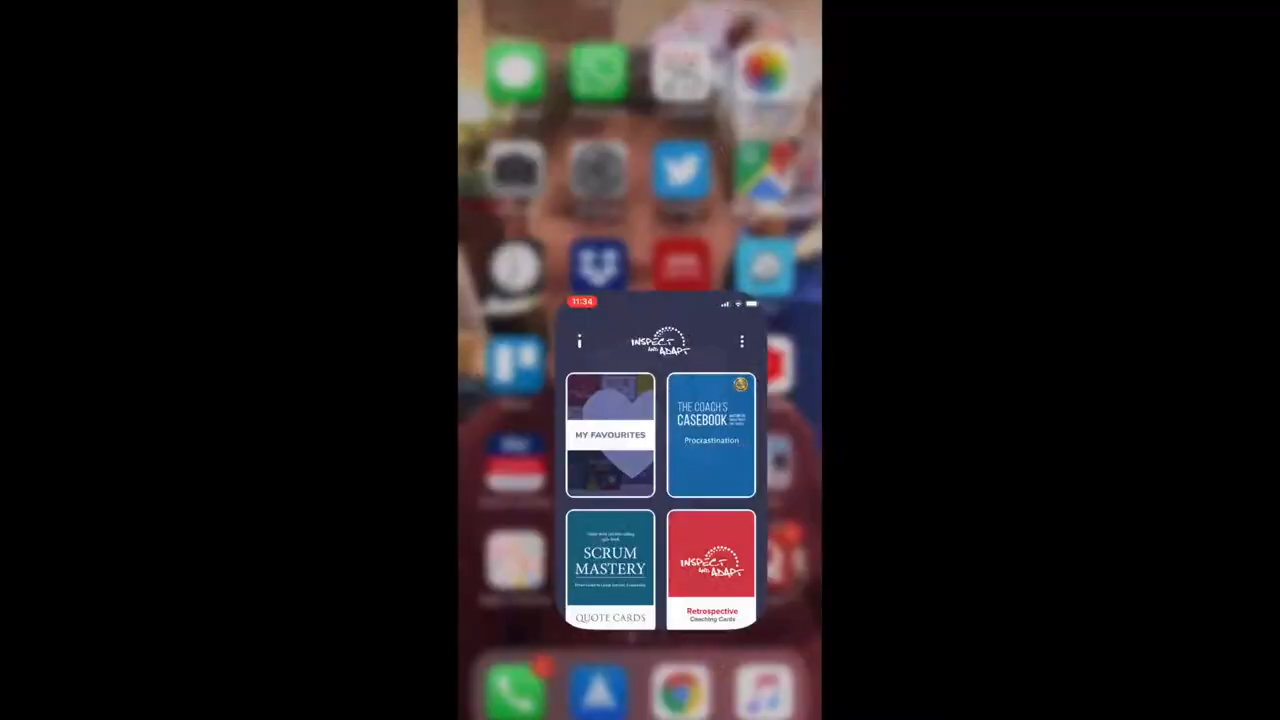 11:34
INSPECT
AND ADAPT
MY FAVOURITES
THE COACH'S
CASEBOOK
Procrastination
SCRUM
MASTERY
QUOTE CARDS
INSPECT
AND ADAPT
Retrospective
Coaching Cards